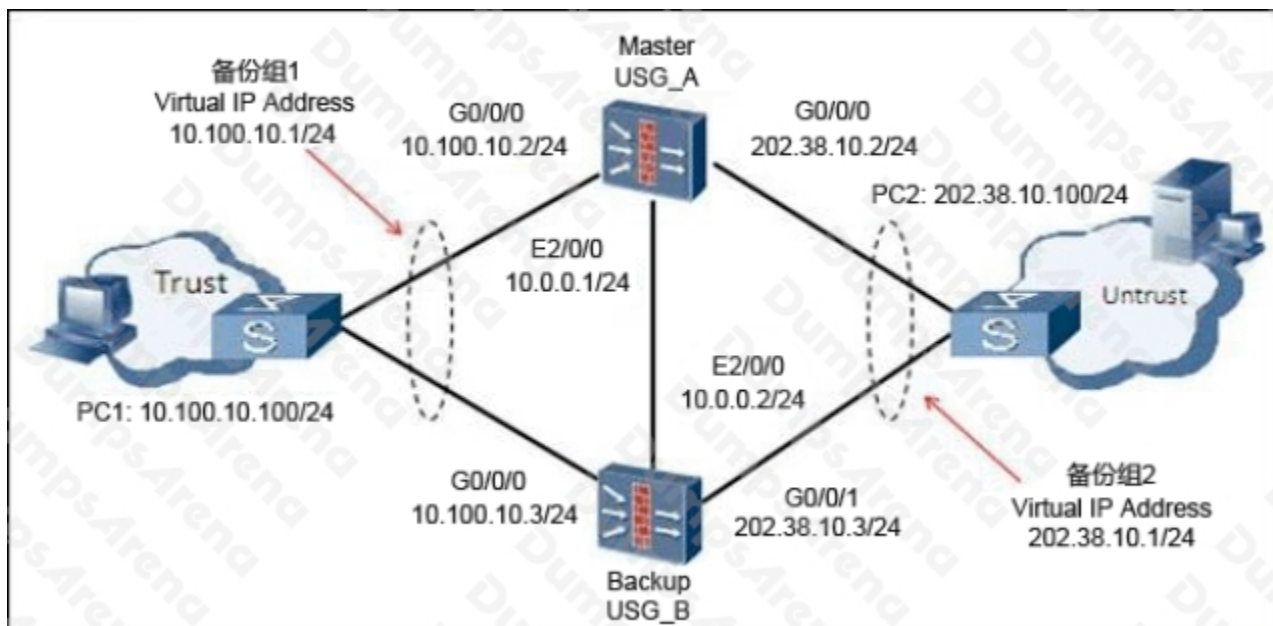 Master
USG_A
备份组1
Virtual IP Address
10.100.10.1/24
G0/0/0
10.100.10.2/24
G0/0/0
202.38.10.2/24
PC2: 202.38.10.100/24
E2/0/0
10.0.0.1/24
Trust
A
S
A
S
Untrust
PC1: 10.100.10.100/24
E2/0/0
10.0.0.2/24
G0/0/0
10.100.10.3/24
G0/0/1
202.38.10.3/24
备份组2
Virtual IP Address
202.38.10.1/24
Backup
USG_B
DumpsArena